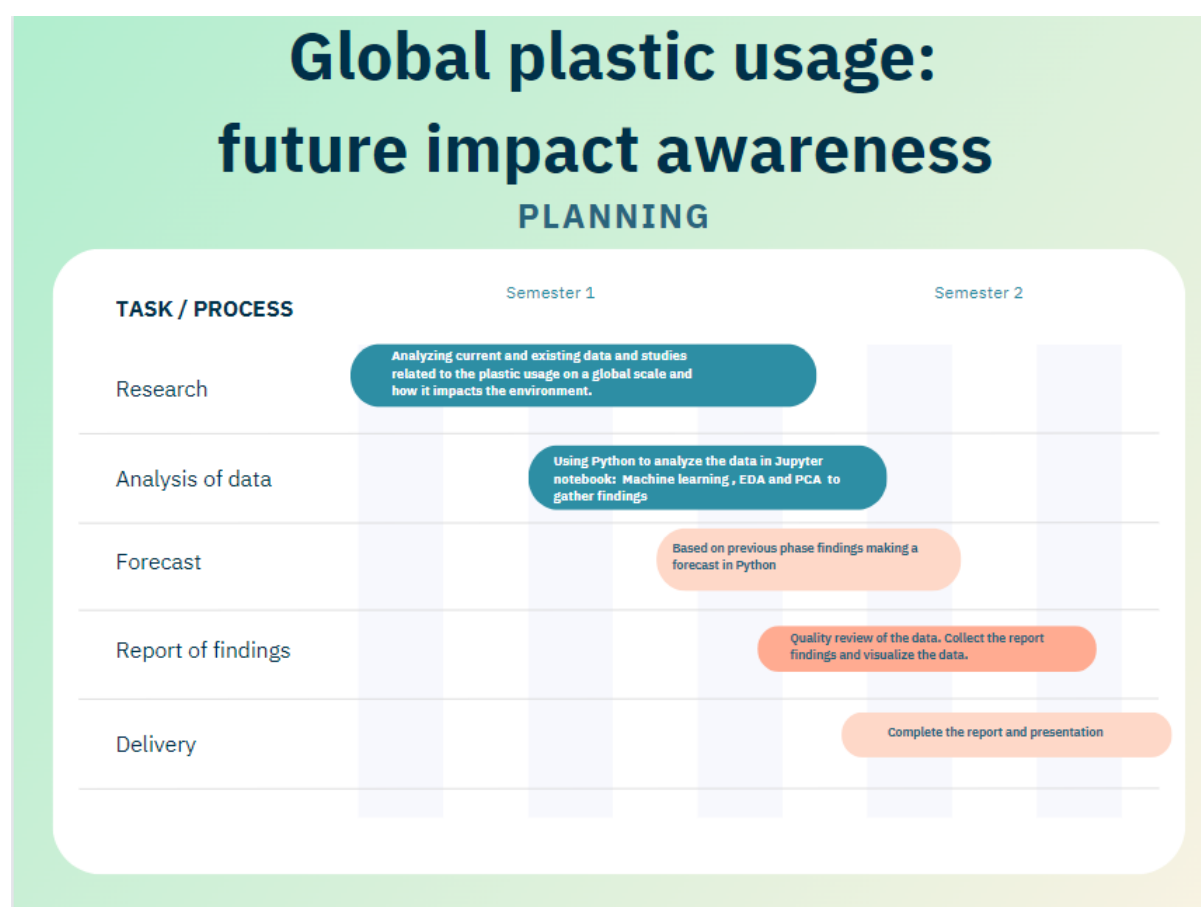 Global plastic usage:
future impact awareness
PLANNING
TASK / PROCESS
Semester 1
Semester 2
Research
Analyzing current and existing data and studies
related to the plastic usage on a global scale and
how it impacts the environment.
Analysis of data
Using Python to analyze the data in Jupyter
notebook: Machine learning , EDA and PCA to
gather findings
Forecast
Based on previous phase findings making a
forecast in Python
Report of findings
Quality review of the data. Collect the report
findings and visualize the data.
Delivery
Complete the report and presentation